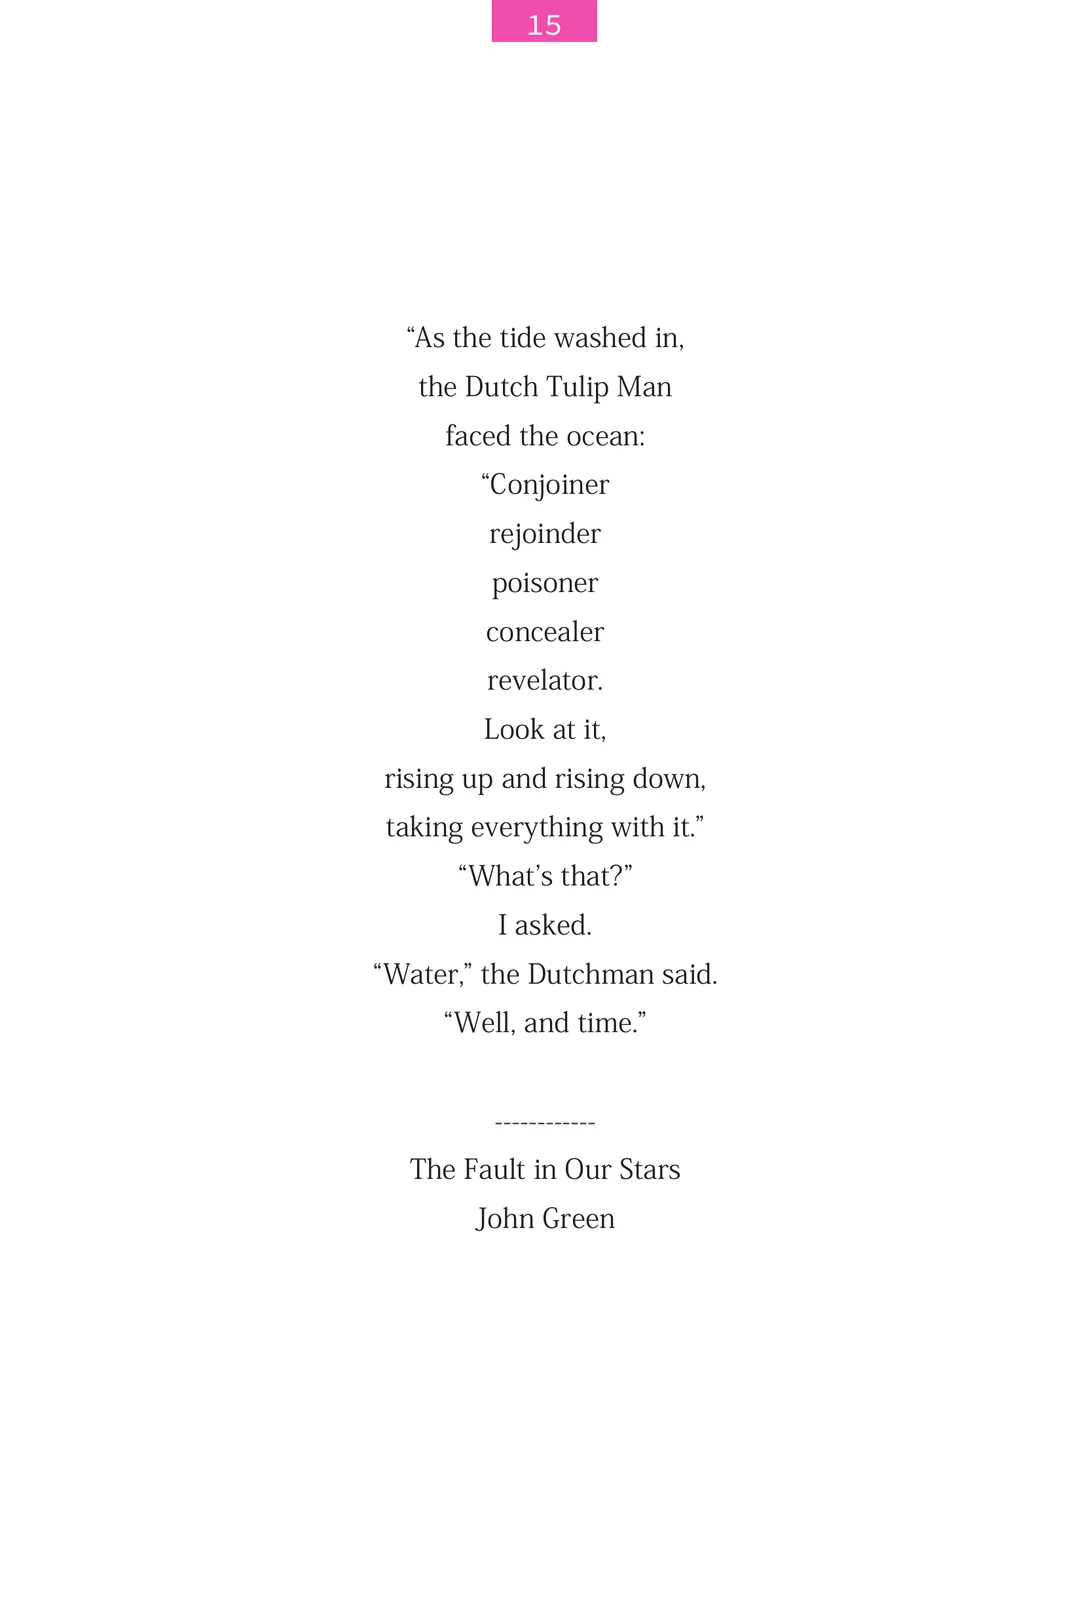 15
“As the tide washed in,
the Dutch Tulip Man
faced the ocean:
“Conjoiner
rejoinder
poisoner
concealer
revelator.
Look at it,
rising up and rising down,
taking everything with it.”
“What’s that?”
I asked.
“Water,” the Dutchman said.
“Well, and time.”
------------
The Fault in Our Stars
John Green